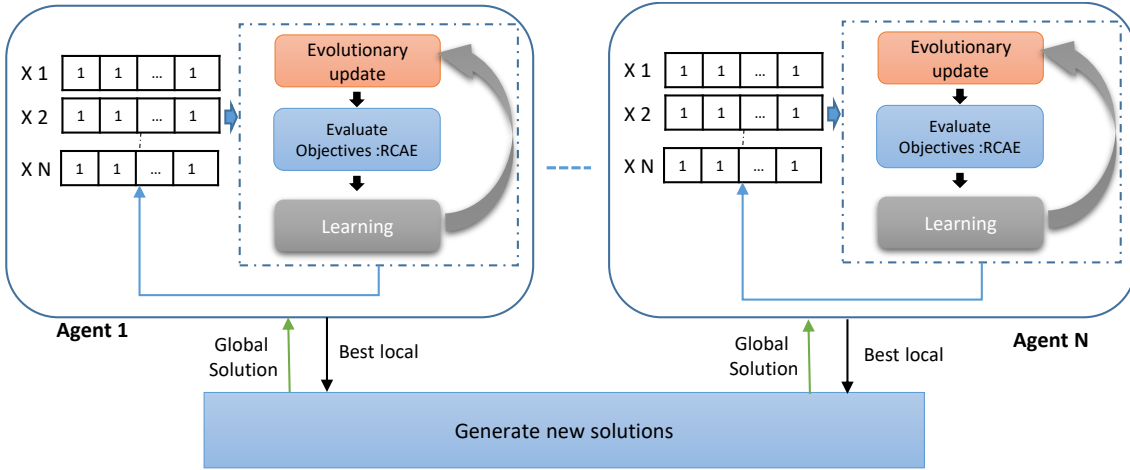 Evolutionary
update
X 1 1 1 ... 1
X 2 1 1 ... 1
Evaluate
Objectives :RCAE
X N 1 1 ... 1
Learning
Agent 1
Evolutionary
update
X 1 1 1 ... 1
X 2 1 1 ... 1
Evaluate
Objectives :RCAE
X N 1 1 ... 1
Learning
Agent N
Global
Solution
Best local
Global
Solution
Best local
Generate new solutions